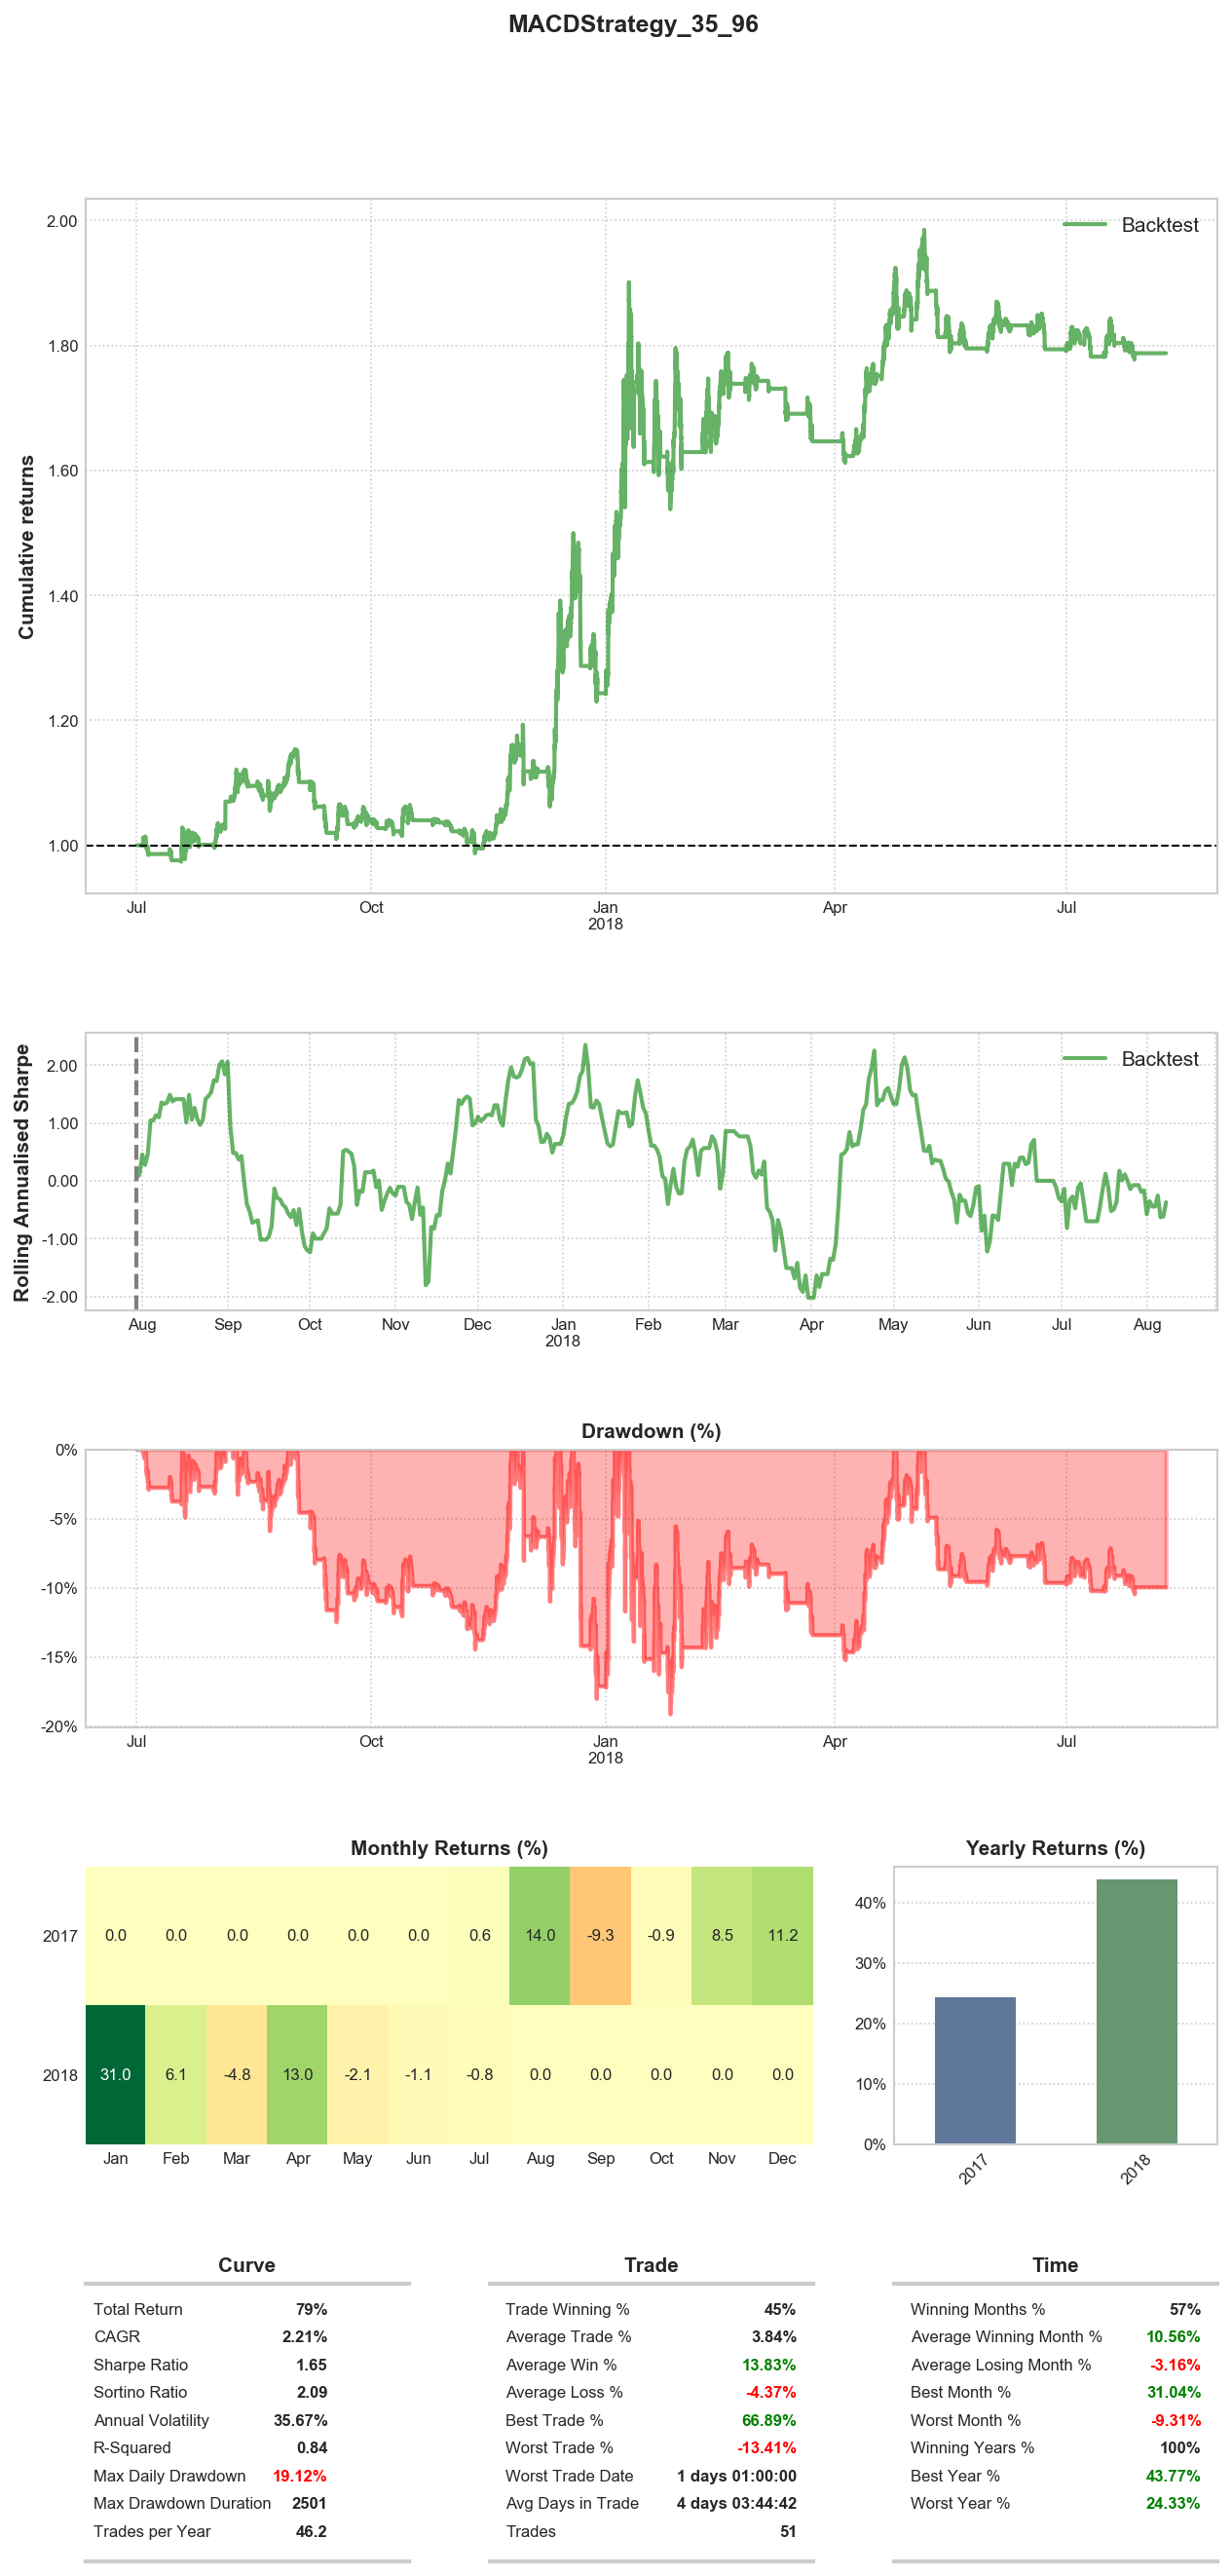 MACDStrategy_35_96
Cumulative returns
2.00
1.80
1.60
1.40
1.20
1.00
Backtest
Jul Oct Jan Apr Jul
2018
Rolling Annualised Sharpe
2.00
1.00
0.00
-1.00
-2.00
Backtest
Aug Sep Oct Nov Dec Jan Feb Mar Apr May Jun Jul Aug
2018
Drawdown (%)
0%
-5%
-10%
-15%
-20%
Jul Oct Jan Apr Jul
2018
Monthly Returns (%)
2017 0.0 0.0 0.0 0.0 0.0 0.0 0.6 14.0 -9.3 -0.9 8.5 11.2
2018 31.0 6.1 -4.8 13.0 -2.1 -1.1 -0.8 0.0 0.0 0.0 0.0 0.0
Jan Feb Mar Apr May Jun Jul Aug Sep Oct Nov Dec
Yearly Returns (%)
40%
30%
20%
10%
0%
2017 2018
Curve
Total Return 79%
CAGR 2.21%
Sharpe Ratio 1.65
Sortino Ratio 2.09
Annual Volatility 35.67%
R-Squared 0.84
Max Daily Drawdown 19.12%
Max Drawdown Duration 2501
Trades per Year 46.2
Trade
Trade Winning % 45%
Average Trade % 3.84%
Average Win % 13.83%
Average Loss % -4.37%
Best Trade % 66.89%
Worst Trade % -13.41%
Worst Trade Date 1 days 01:00:00
Avg Days in Trade 4 days 03:44:42
Trades 51
Time
Winning Months % 57%
Average Winning Month % 10.56%
Average Losing Month % -3.16%
Best Month % 31.04%
Worst Month % -9.31%
Winning Years % 100%
Best Year % 43.77%
Worst Year % 24.33%